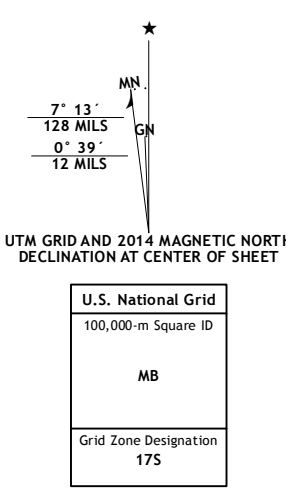 ★
MN
7° 13´
128 MILS
GN
0° 39´
12 MILS
UTM GRID AND 2014 MAGNETIC NORTH
DECLINATION AT CENTER OF SHEET
U.S. National Grid
100,000-m Square ID
MB
Grid Zone Designation
17S